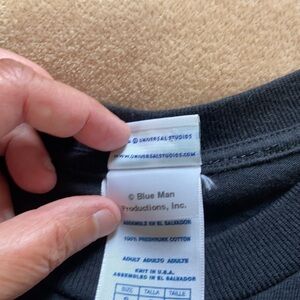 © UNIVERSAL STUDIOS
WWW.UNIVERSALSTUDIOS.COM
© Blue Man
Productions, Inc.
ASSEMBLED IN EL SALVADOR
100% PRESHRUNK COTTON
ADULT ADULTO ADULTE
KNIT IN U.S.A.
ASSEMBLED IN EL SALVADOR
SIZE TALLA TAILLE